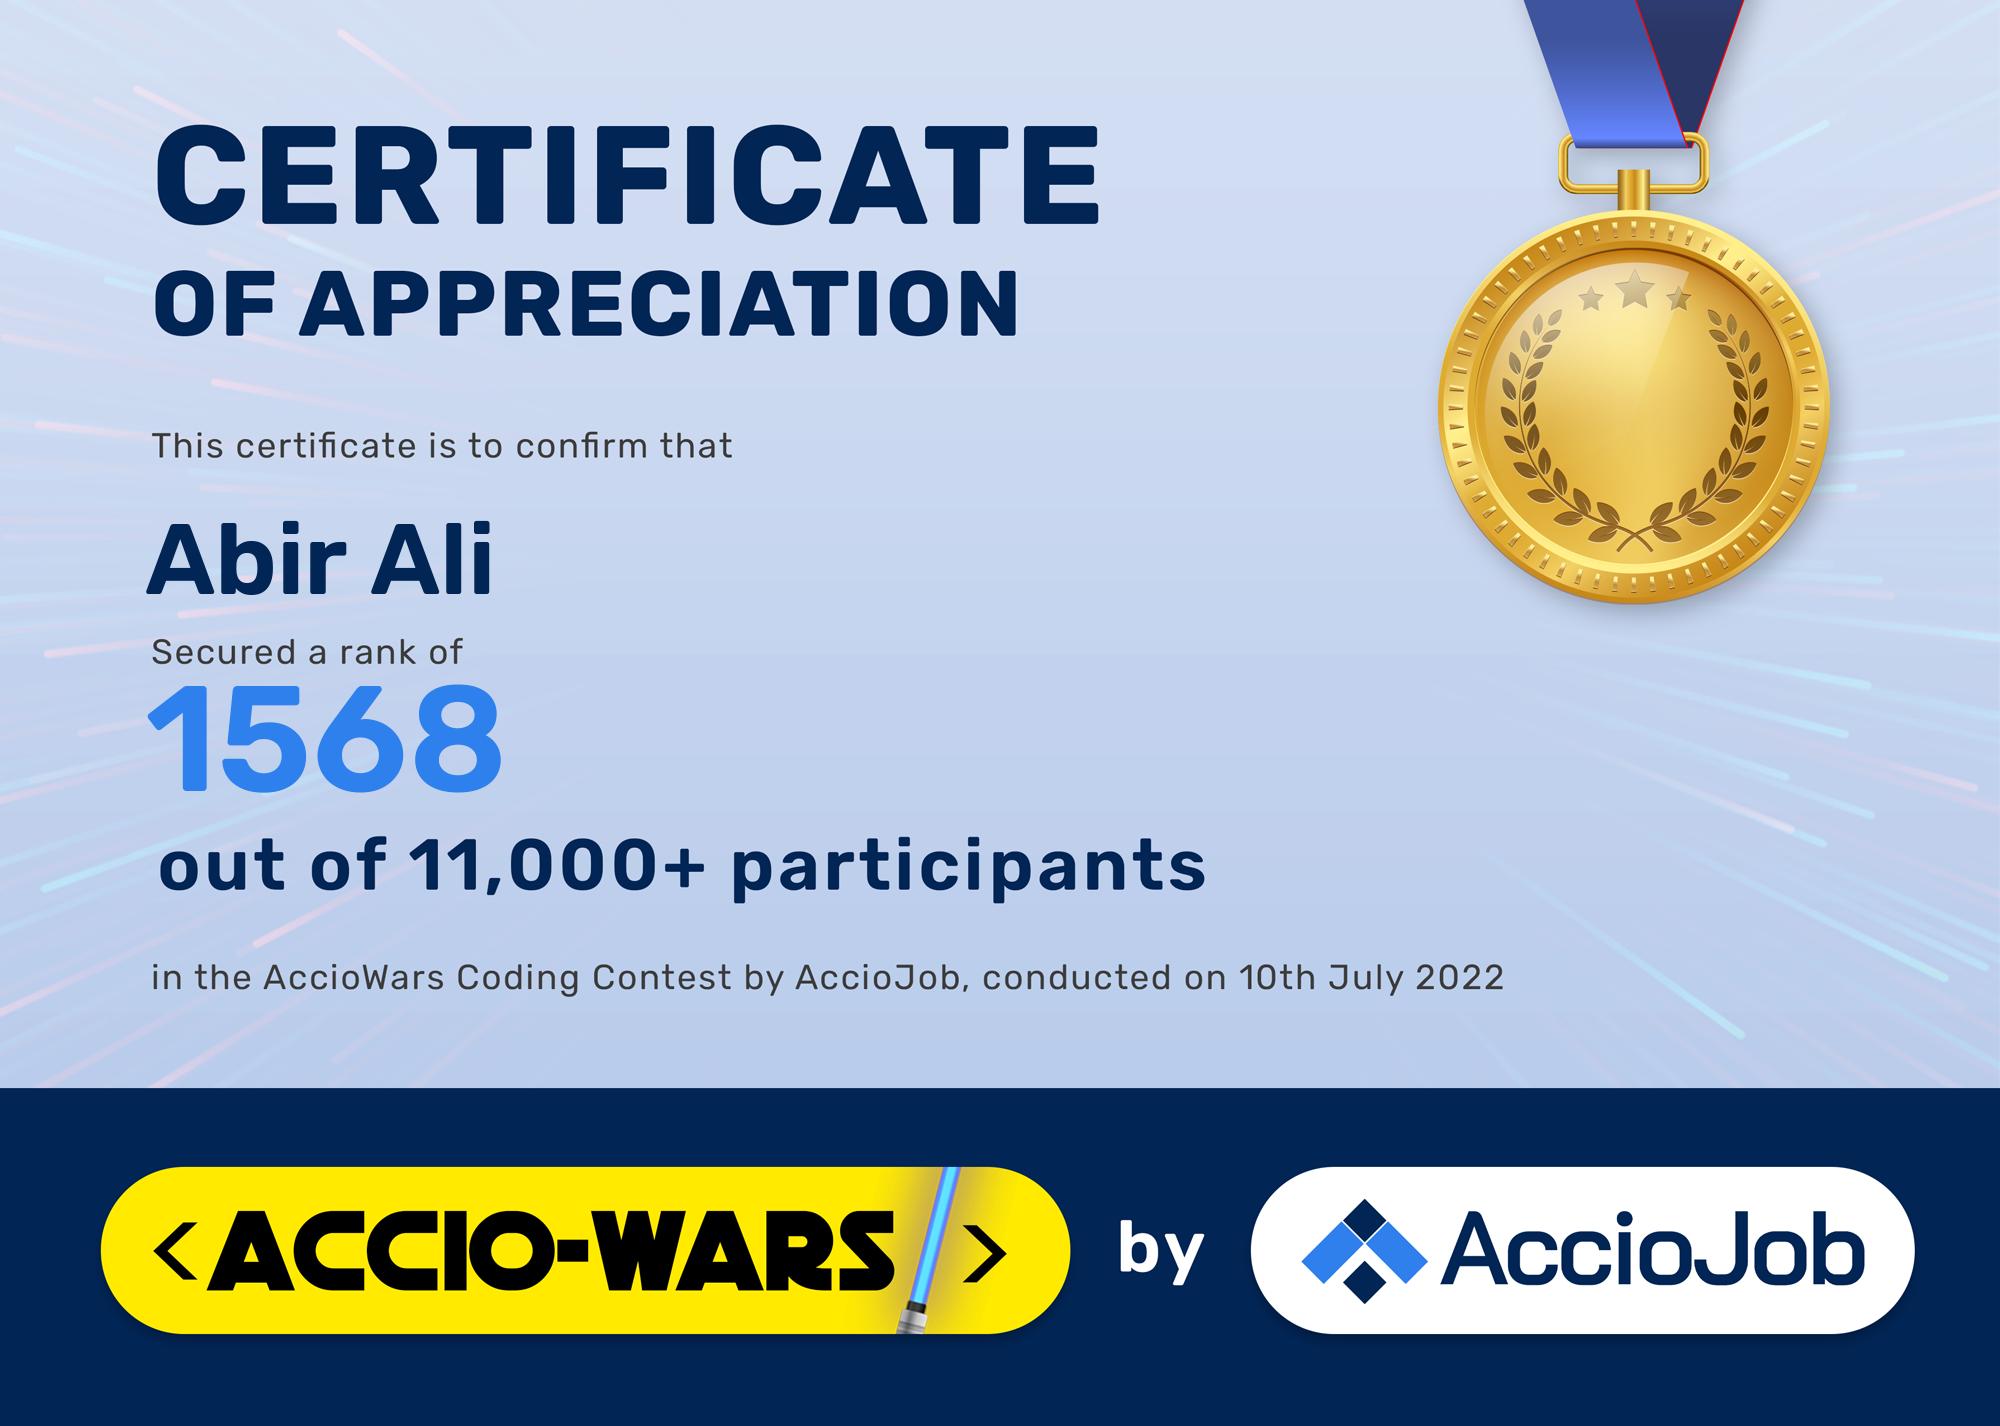 CERTIFICATE
OF APPRECIATION
This certificate is to confirm that
Abir Ali
Secured a rank of
1568
out of 11,000+ participants
in the AccioWars Coding Contest by AccioJob, conducted on 10th July 2022
<ACCIO-WARS/> by AccioJob